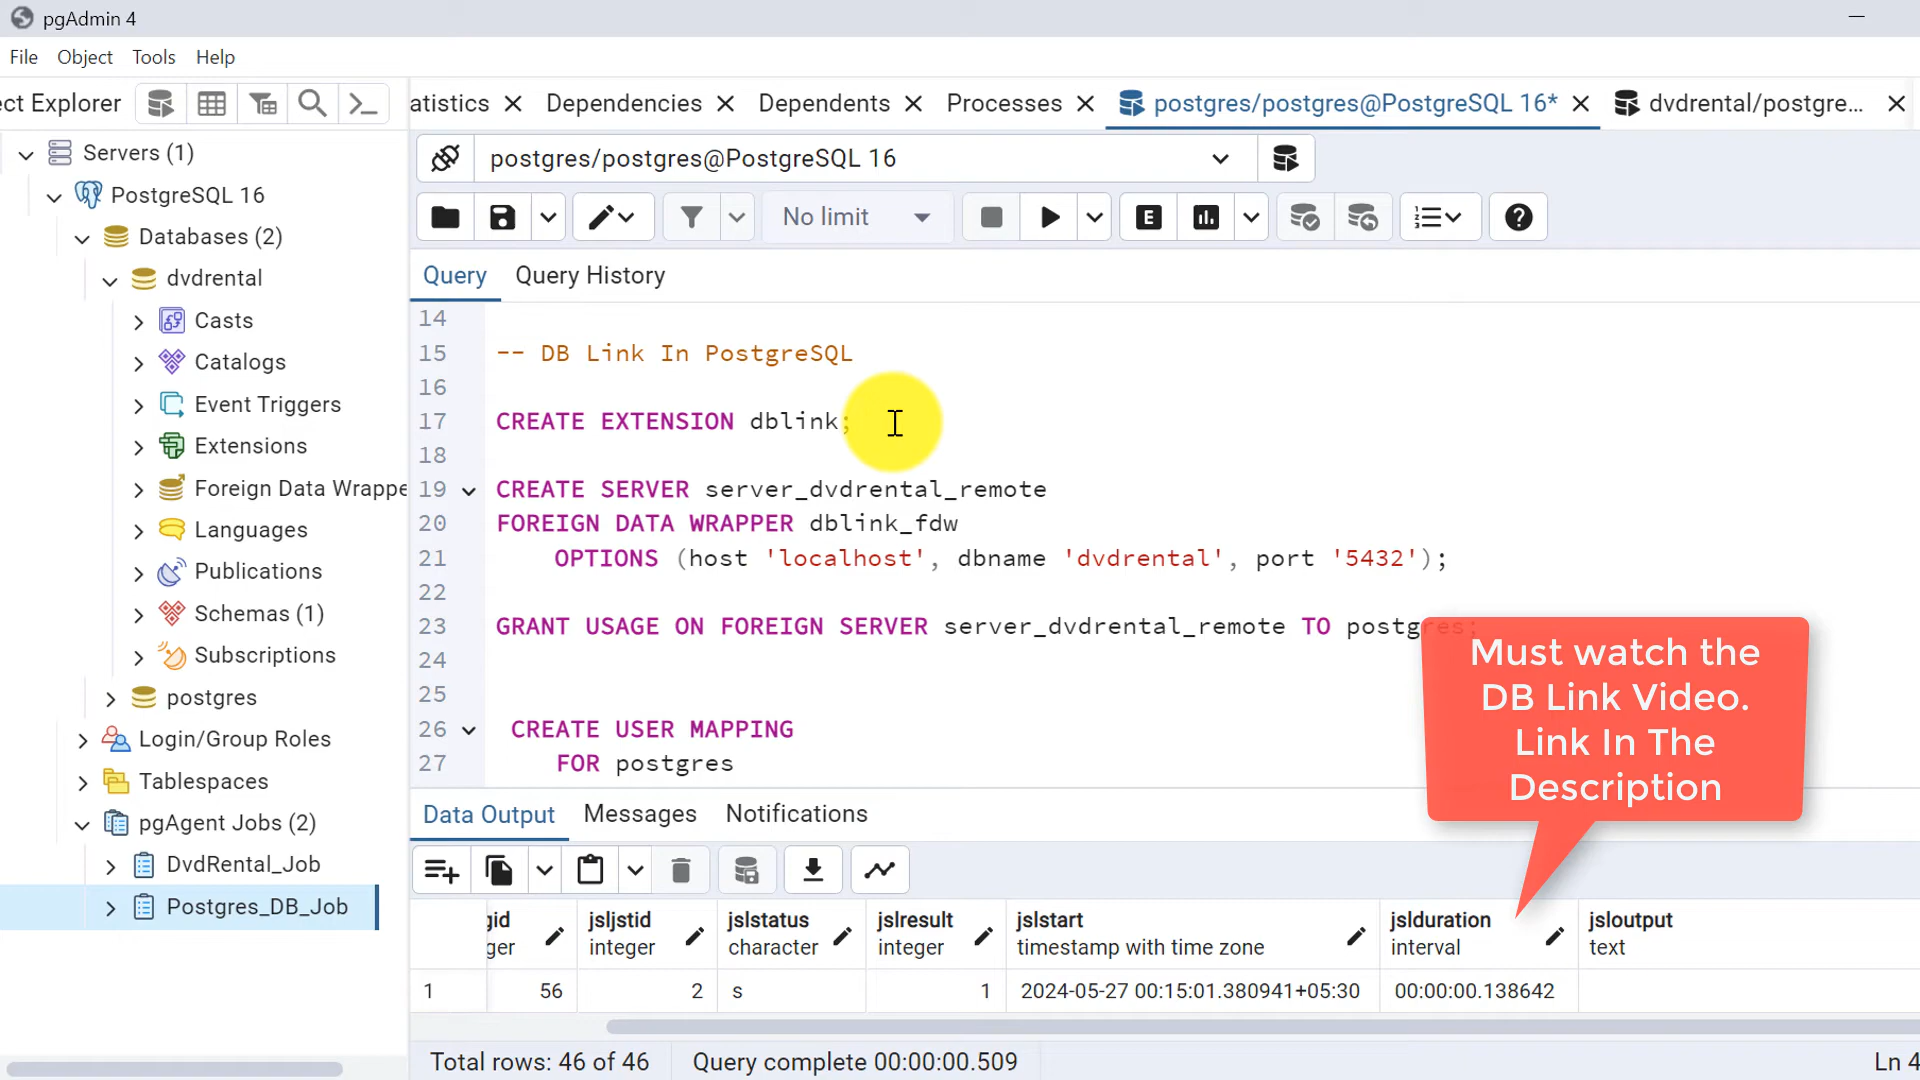 pgAdmin 4
File Object Tools Help
ect Explorer
atistics Dependencies Dependents Processes postgres/postgres@PostgreSQL 16* dvdrental/postgre...
Servers (1)
PostgreSQL 16
Databases (2)
dvdrental
Casts
Catalogs
Event Triggers
Extensions
Foreign Data Wrappe
Languages
Publications
Schemas (1)
Subscriptions
postgres
Login/Group Roles
Tablespaces
pgAgent Jobs (2)
DvdRental_Job
Postgres_DB_Job
postgres/postgres@PostgreSQL 16
No limit
E
Query Query History
14
15 -- DB Link In PostgreSQL
16
17 CREATE EXTENSION dblink;
18
19 CREATE SERVER server_dvdrental_remote
20 FOREIGN DATA WRAPPER dblink_fdw
21 OPTIONS (host 'localhost', dbname 'dvdrental', port '5432');
22
23 GRANT USAGE ON FOREIGN SERVER server_dvdrental_remote TO postgres;
24
25
26 CREATE USER MAPPING
27 FOR postgres
Must watch the
DB Link Video.
Link In The
Description
Data Output Messages Notifications
gid jsljstid jslstatus jslresult jslstart jslduration jsloutput
ger integer character integer timestamp with time zone interval text
1 56 2 s 1 2024-05-27 00:15:01.380941+05:30 00:00:00.138642
Total rows: 46 of 46 Query complete 00:00:00.509 Ln 4